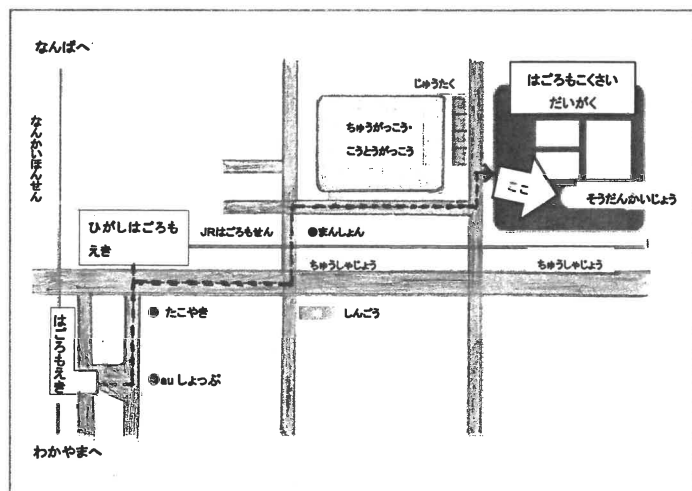 なんばへ
なんかいほんせん
じゅうたく
ちゅうがっこう・
こうとうがっこう
はごろもこくさい
だいがく
ここ
そうだんかいじょう
ひがしはごろも
えき
JRはごろもせん
●まんしょん
ちゅうしゃじょう
ちゅうしゃじょう
はごろもえき
●たこやき
しんごう
●auしょっぷ
わかやまへ